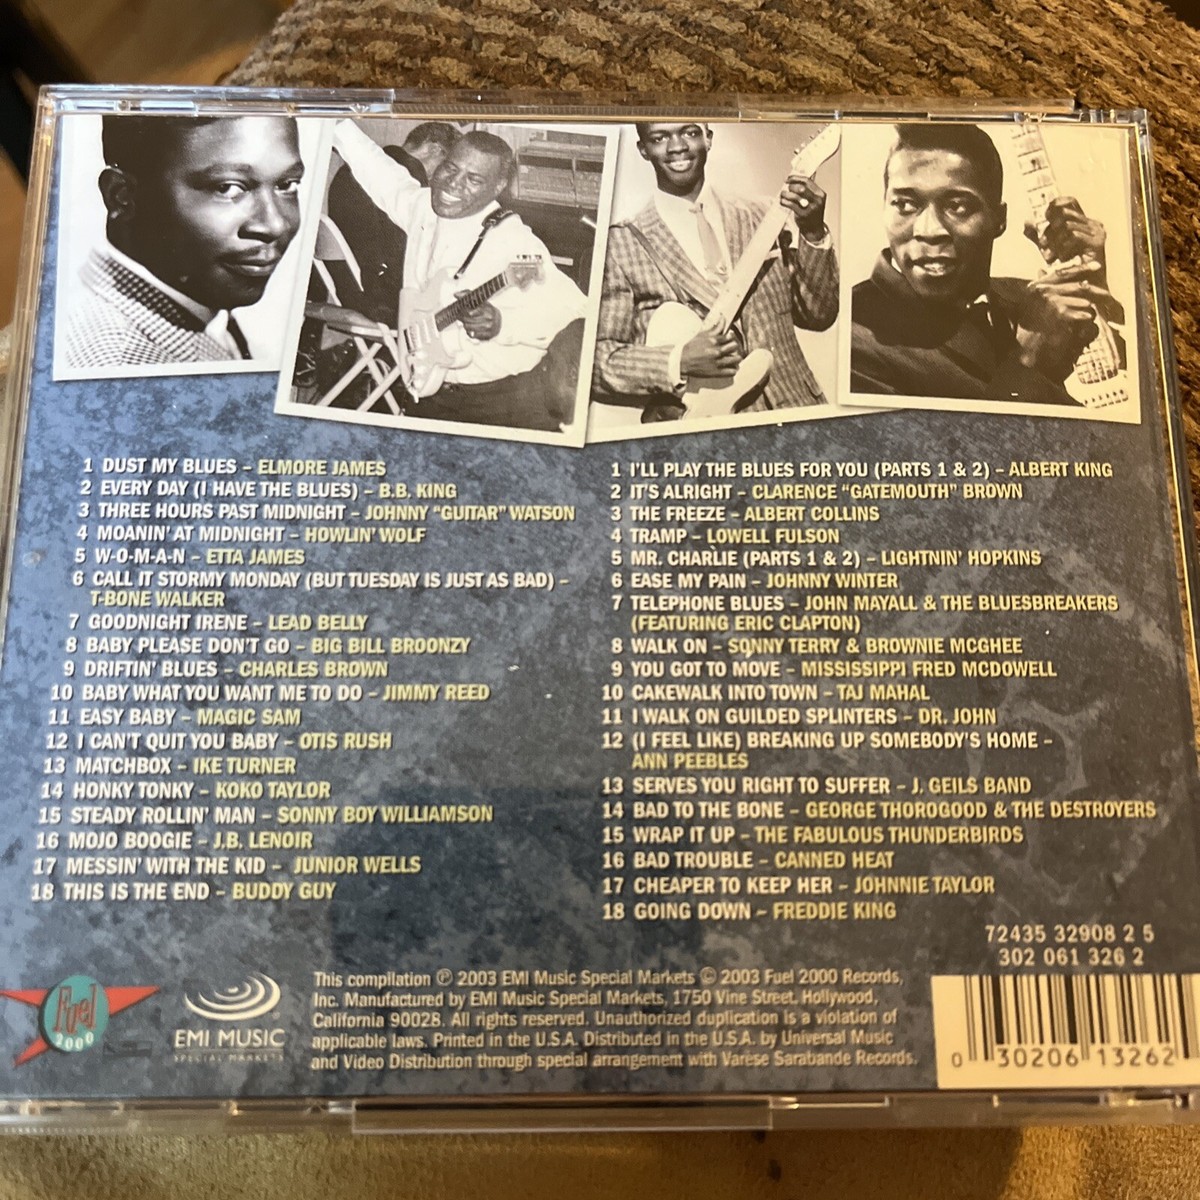 1 DUST MY BLUES – ELMORE JAMES
2 EVERY DAY (I HAVE THE BLUES) – B.B. KING
3 THREE HOURS PAST MIDNIGHT – JOHNNY "GUITAR" WATSON
4 MOANIN' AT MIDNIGHT – HOWLIN' WOLF
5 W-O-M-A-N – ETTA JAMES
6 CALL IT STORMY MONDAY (BUT TUESDAY IS JUST AS BAD) –
T-BONE WALKER
7 GOODNIGHT IRENE – LEAD BELLY
8 BABY PLEASE DON'T GO – BIG BILL BROONZY
9 DRIFTIN' BLUES – CHARLES BROWN
10 BABY WHAT YOU WANT ME TO DO – JIMMY REED
11 EASY BABY – MAGIC SAM
12 I CAN'T QUIT YOU BABY – OTIS RUSH
13 MATCHBOX – IKE TURNER
14 HONKY TONKY – KOKO TAYLOR
15 STEADY ROLLIN' MAN – SONNY BOY WILLIAMSON
16 MOJO BOOGIE – J.B. LENOIR
17 MESSIN' WITH THE KID – JUNIOR WELLS
18 THIS IS THE END – BUDDY GUY
1 I'LL PLAY THE BLUES FOR YOU (PARTS 1 & 2) – ALBERT KING
2 IT'S ALRIGHT – CLARENCE "GATEMOUTH" BROWN
3 THE FREEZE – ALBERT COLLINS
4 TRAMP – LOWELL FULSON
5 MR. CHARLIE (PARTS 1 & 2) – LIGHTNIN' HOPKINS
6 EASE MY PAIN – JOHNNY WINTER
7 TELEPHONE BLUES – JOHN MAYALL & THE BLUESBREAKERS
(FEATURING ERIC CLAPTON)
8 WALK ON – SONNY TERRY & BROWNIE MCGHEE
9 YOU GOT TO MOVE – MISSISSIPPI FRED MCDOWELL
10 CAKEWALK INTO TOWN – TAJ MAHAL
11 I WALK ON GUILDED SPLINTERS – DR. JOHN
12 (I FEEL LIKE) BREAKING UP SOMEBODY'S HOME –
ANN PEEBLES
13 SERVES YOU RIGHT TO SUFFER – J. GEILS BAND
14 BAD TO THE BONE – GEORGE THOROGOOD & THE DESTROYERS
15 WRAP IT UP – THE FABULOUS THUNDERBIRDS
16 BAD TROUBLE – CANNED HEAT
17 CHEAPER TO KEEP HER – JOHNNIE TAYLOR
18 GOING DOWN – FREDDIE KING
72435 32908 2 5
302 061 326 2
Fuel
2000
EMI MUSIC
SPECIAL MARKETS
This compilation ℗ 2003 EMI Music Special Markets © 2003 Fuel 2000 Records,
Inc. Manufactured by EMI Music Special Markets, 1750 Vine Street, Hollywood,
California 90028. All rights reserved. Unauthorized duplication is a violation of
applicable laws. Printed in the U.S.A. Distributed in the U.S.A. by Universal Music
and Video Distribution through special arrangement with Varèse Sarabande Records.
0 30206 13262